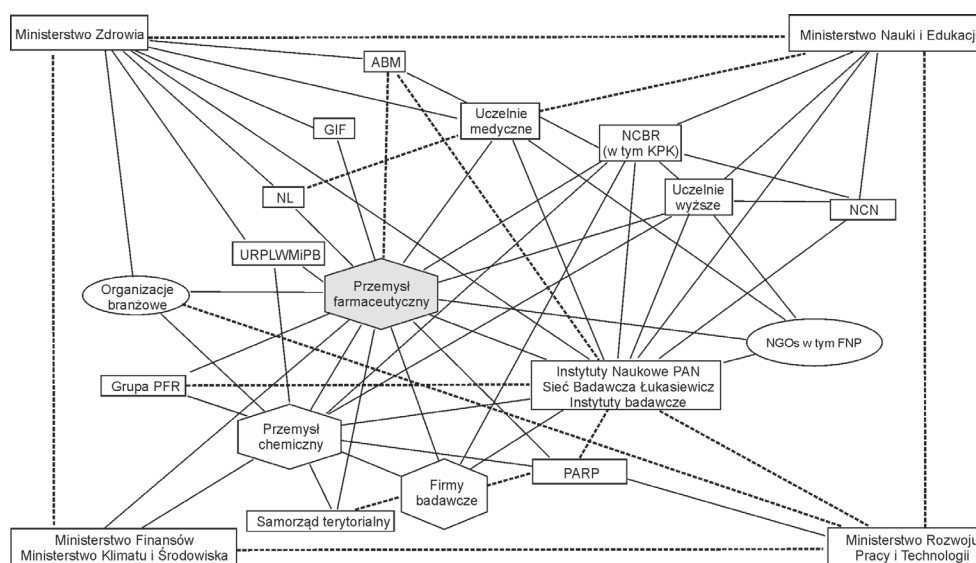 Ministerstwo Zdrowia
Ministerstwo Nauki i Edukacji
ABM
Uczelnie
medyczne
GIF
NCBR
(w tym KPK)
NL
Uczelnie
wyższe
NCN
URPLWMiPB
Organizacje
branżowe
Przemysł
farmaceutyczny
NGOs w tym FNP
Grupa PFR
Instytuty Naukowe PAN
Sieć Badawcza Łukasiewicz
Instytuty badawcze
Przemysł
chemiczny
Firmy
badawcze
PARP
Samorząd terytorialny
Ministerstwo Finansów
Ministerstwo Klimatu i Środowiska
Ministerstwo Rozwoju
Pracy i Technologii